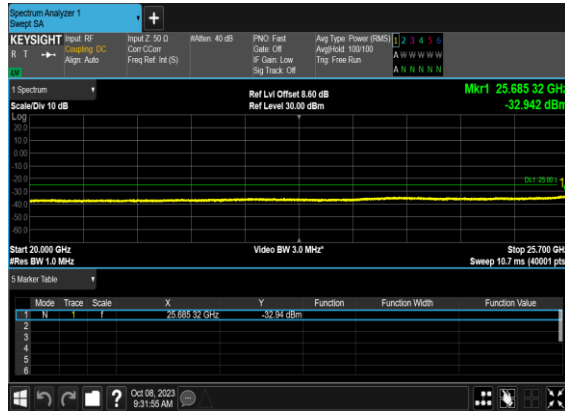 Spectrum Analyzer 1
Swept SA
+
KEYSIGHT Input: RF Input Z: 50 Ω #Atten: 40 dB PNO: Fast Avg Type: Power (RMS) 1 2 3 4 5 6
R T Coupling: DC Corr CCorr Gate: Off Avg|Hold: 100/100 A W W W W W
Align: Auto Freq Ref: Int (S) IF Gain: Low Trig: Free Run
Sig Track: Off A N N N N N
1 Spectrum Ref Lvl Offset 8.60 dB Mkr1 25.685 32 GHz
Scale/Div 10 dB Ref Level 30.00 dBm -32.942 dBm
Log
20.0
10.0
0.00
-10.0
-20.0
DL1 -25.00
1
-30.0
-40.0
-50.0
-60.0
Start 20.000 GHz Video BW 3.0 MHz* Stop 25.700 GHz
#Res BW 1.0 MHz Sweep 10.7 ms (40001 pts
5 Marker Table
Mode Trace Scale X Y Function Function Width Function Value
1 N 1 f 25.685 32 GHz -32.94 dBm
2
3
4
5
6
? Oct 08, 2023
9:31:55 AM